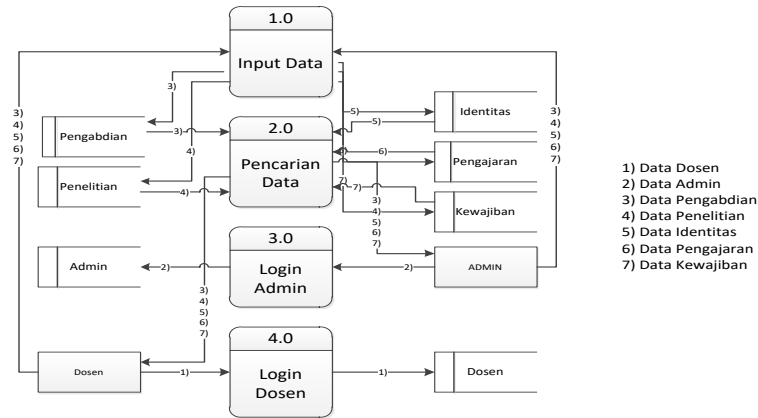 1.0
Input Data
3)
4)
5)
6)
7)
3)
3)
4)
5)
6)
7)
Pengabdian
3)
2.0
Pencarian
Data
5)
5)
Identitas
4)
6)
Pengajaran
Penelitian
4)
7)
7)
3)
4)
5)
6)
7)
Kewajiban
3.0
Login
Admin
Admin
2)
2)
ADMIN
3)
4)
5)
6)
7)
4.0
Login
Dosen
Dosen
1)
1)
Dosen
1) Data Dosen
2) Data Admin
3) Data Pengabdian
4) Data Penelitian
5) Data Identitas
6) Data Pengajaran
7) Data Kewajiban